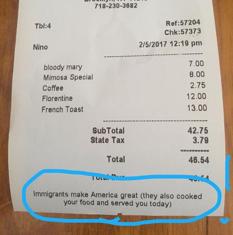 718-230-3682
Tbl:4 Ref:57204
Chk:57373
Nino 2/5/2017 12:19 pm
bloody mary 7.00
Mimosa Special 8.00
Coffee 2.75
Florentine 12.00
French Toast 13.00
SubTotal 42.75
State Tax 3.79
Total 46.54
Immigrants make America great (they also cooked
your food and served you today)